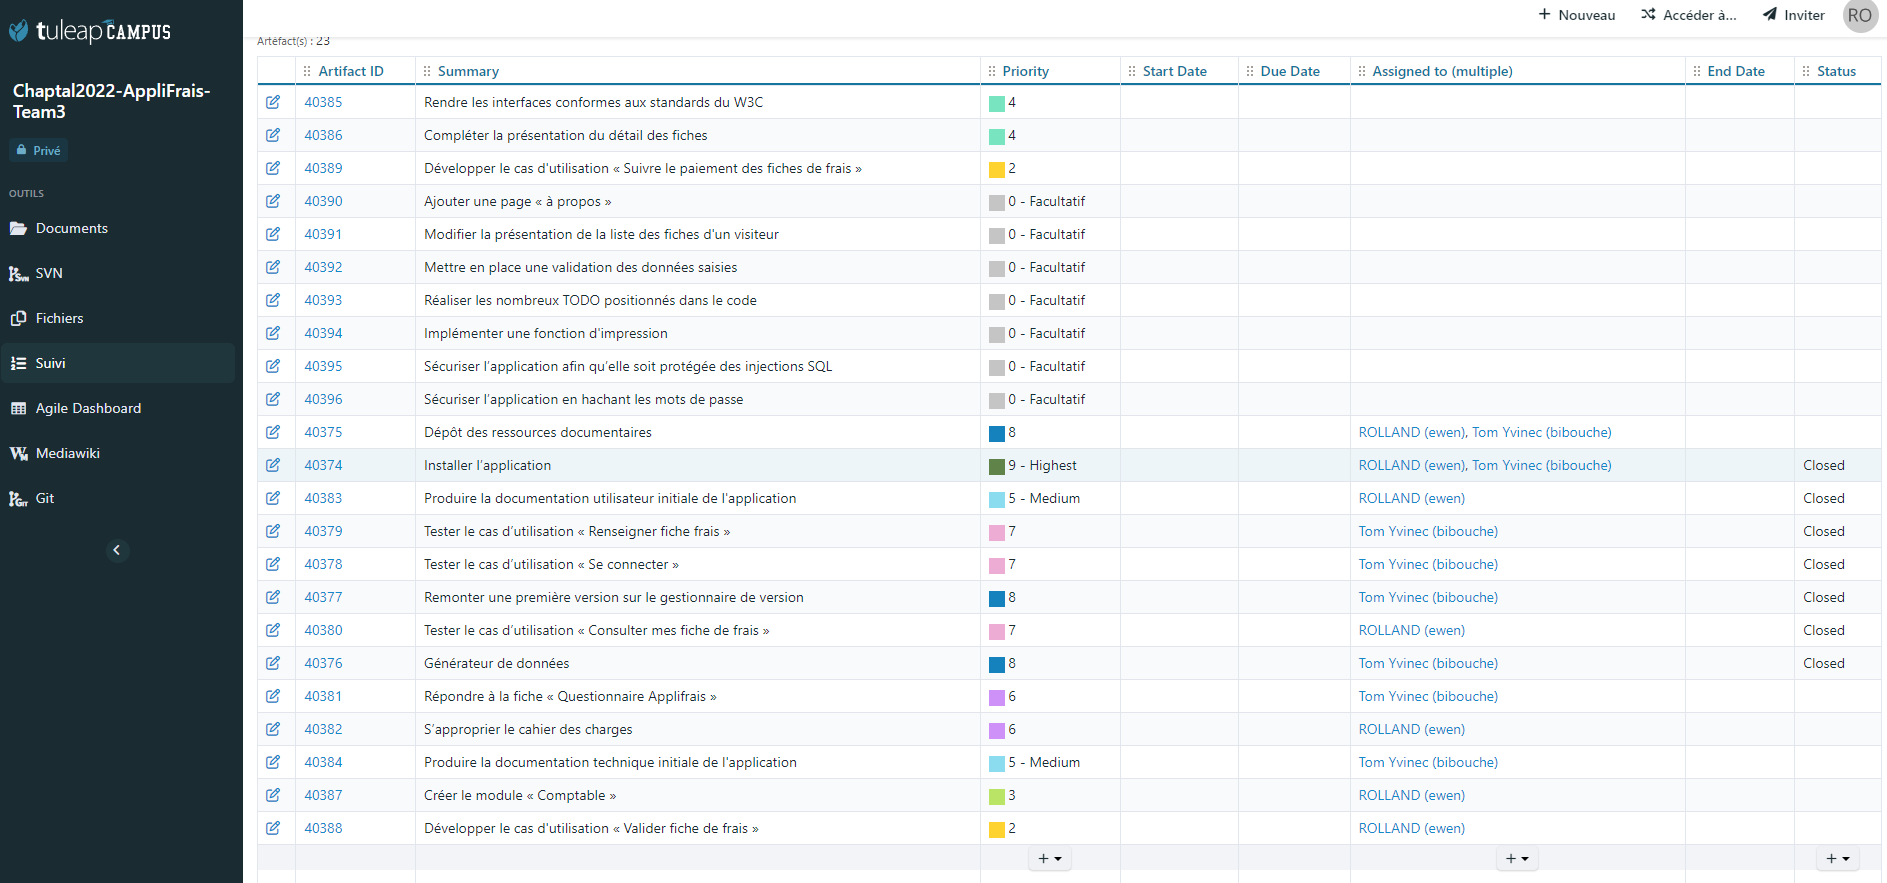 tuleap CAMPUS
Nouveau Accéder à... Inviter RO
Chaptal2022-AppliFrais-
Team3
Privé
OUTILS
Documents
SVN
Fichiers
Suivi
Agile Dashboard
Mediawiki
Git
Artéfact(s) : 23
Artifact ID Summary Priority Start Date Due Date Assigned to (multiple) End Date Status
40385 Rendre les interfaces conformes aux standards du W3C 4
40386 Compléter la présentation du détail des fiches 4
40389 Développer le cas d'utilisation « Suivre le paiement des fiches de frais » 2
40390 Ajouter une page « à propos » 0 - Facultatif
40391 Modifier la présentation de la liste des fiches d'un visiteur 0 - Facultatif
40392 Mettre en place une validation des données saisies 0 - Facultatif
40393 Réaliser les nombreux TODO positionnés dans le code 0 - Facultatif
40394 Implémenter une fonction d'impression 0 - Facultatif
40395 Sécuriser l'application afin qu'elle soit protégée des injections SQL 0 - Facultatif
40396 Sécuriser l'application en hachant les mots de passe 0 - Facultatif
40375 Dépôt des ressources documentaires 8 ROLLAND (ewen), Tom Yvinec (bibouche)
40374 Installer l'application 9 - Highest ROLLAND (ewen), Tom Yvinec (bibouche) Closed
40383 Produire la documentation utilisateur initiale de l'application 5 - Medium ROLLAND (ewen) Closed
40379 Tester le cas d'utilisation « Renseigner fiche frais » 7 Tom Yvinec (bibouche) Closed
40378 Tester le cas d'utilisation « Se connecter » 7 Tom Yvinec (bibouche) Closed
40377 Remonter une première version sur le gestionnaire de version 8 Tom Yvinec (bibouche) Closed
40380 Tester le cas d'utilisation « Consulter mes fiche de frais » 7 ROLLAND (ewen) Closed
40376 Générateur de données 8 Tom Yvinec (bibouche) Closed
40381 Répondre à la fiche « Questionnaire Applifrais » 6 Tom Yvinec (bibouche)
40382 S'approprier le cahier des charges 6 ROLLAND (ewen)
40384 Produire la documentation technique initiale de l'application 5 - Medium Tom Yvinec (bibouche)
40387 Créer le module « Comptable » 3 ROLLAND (ewen)
40388 Développer le cas d'utilisation « Valider fiche de frais » 2 ROLLAND (ewen)